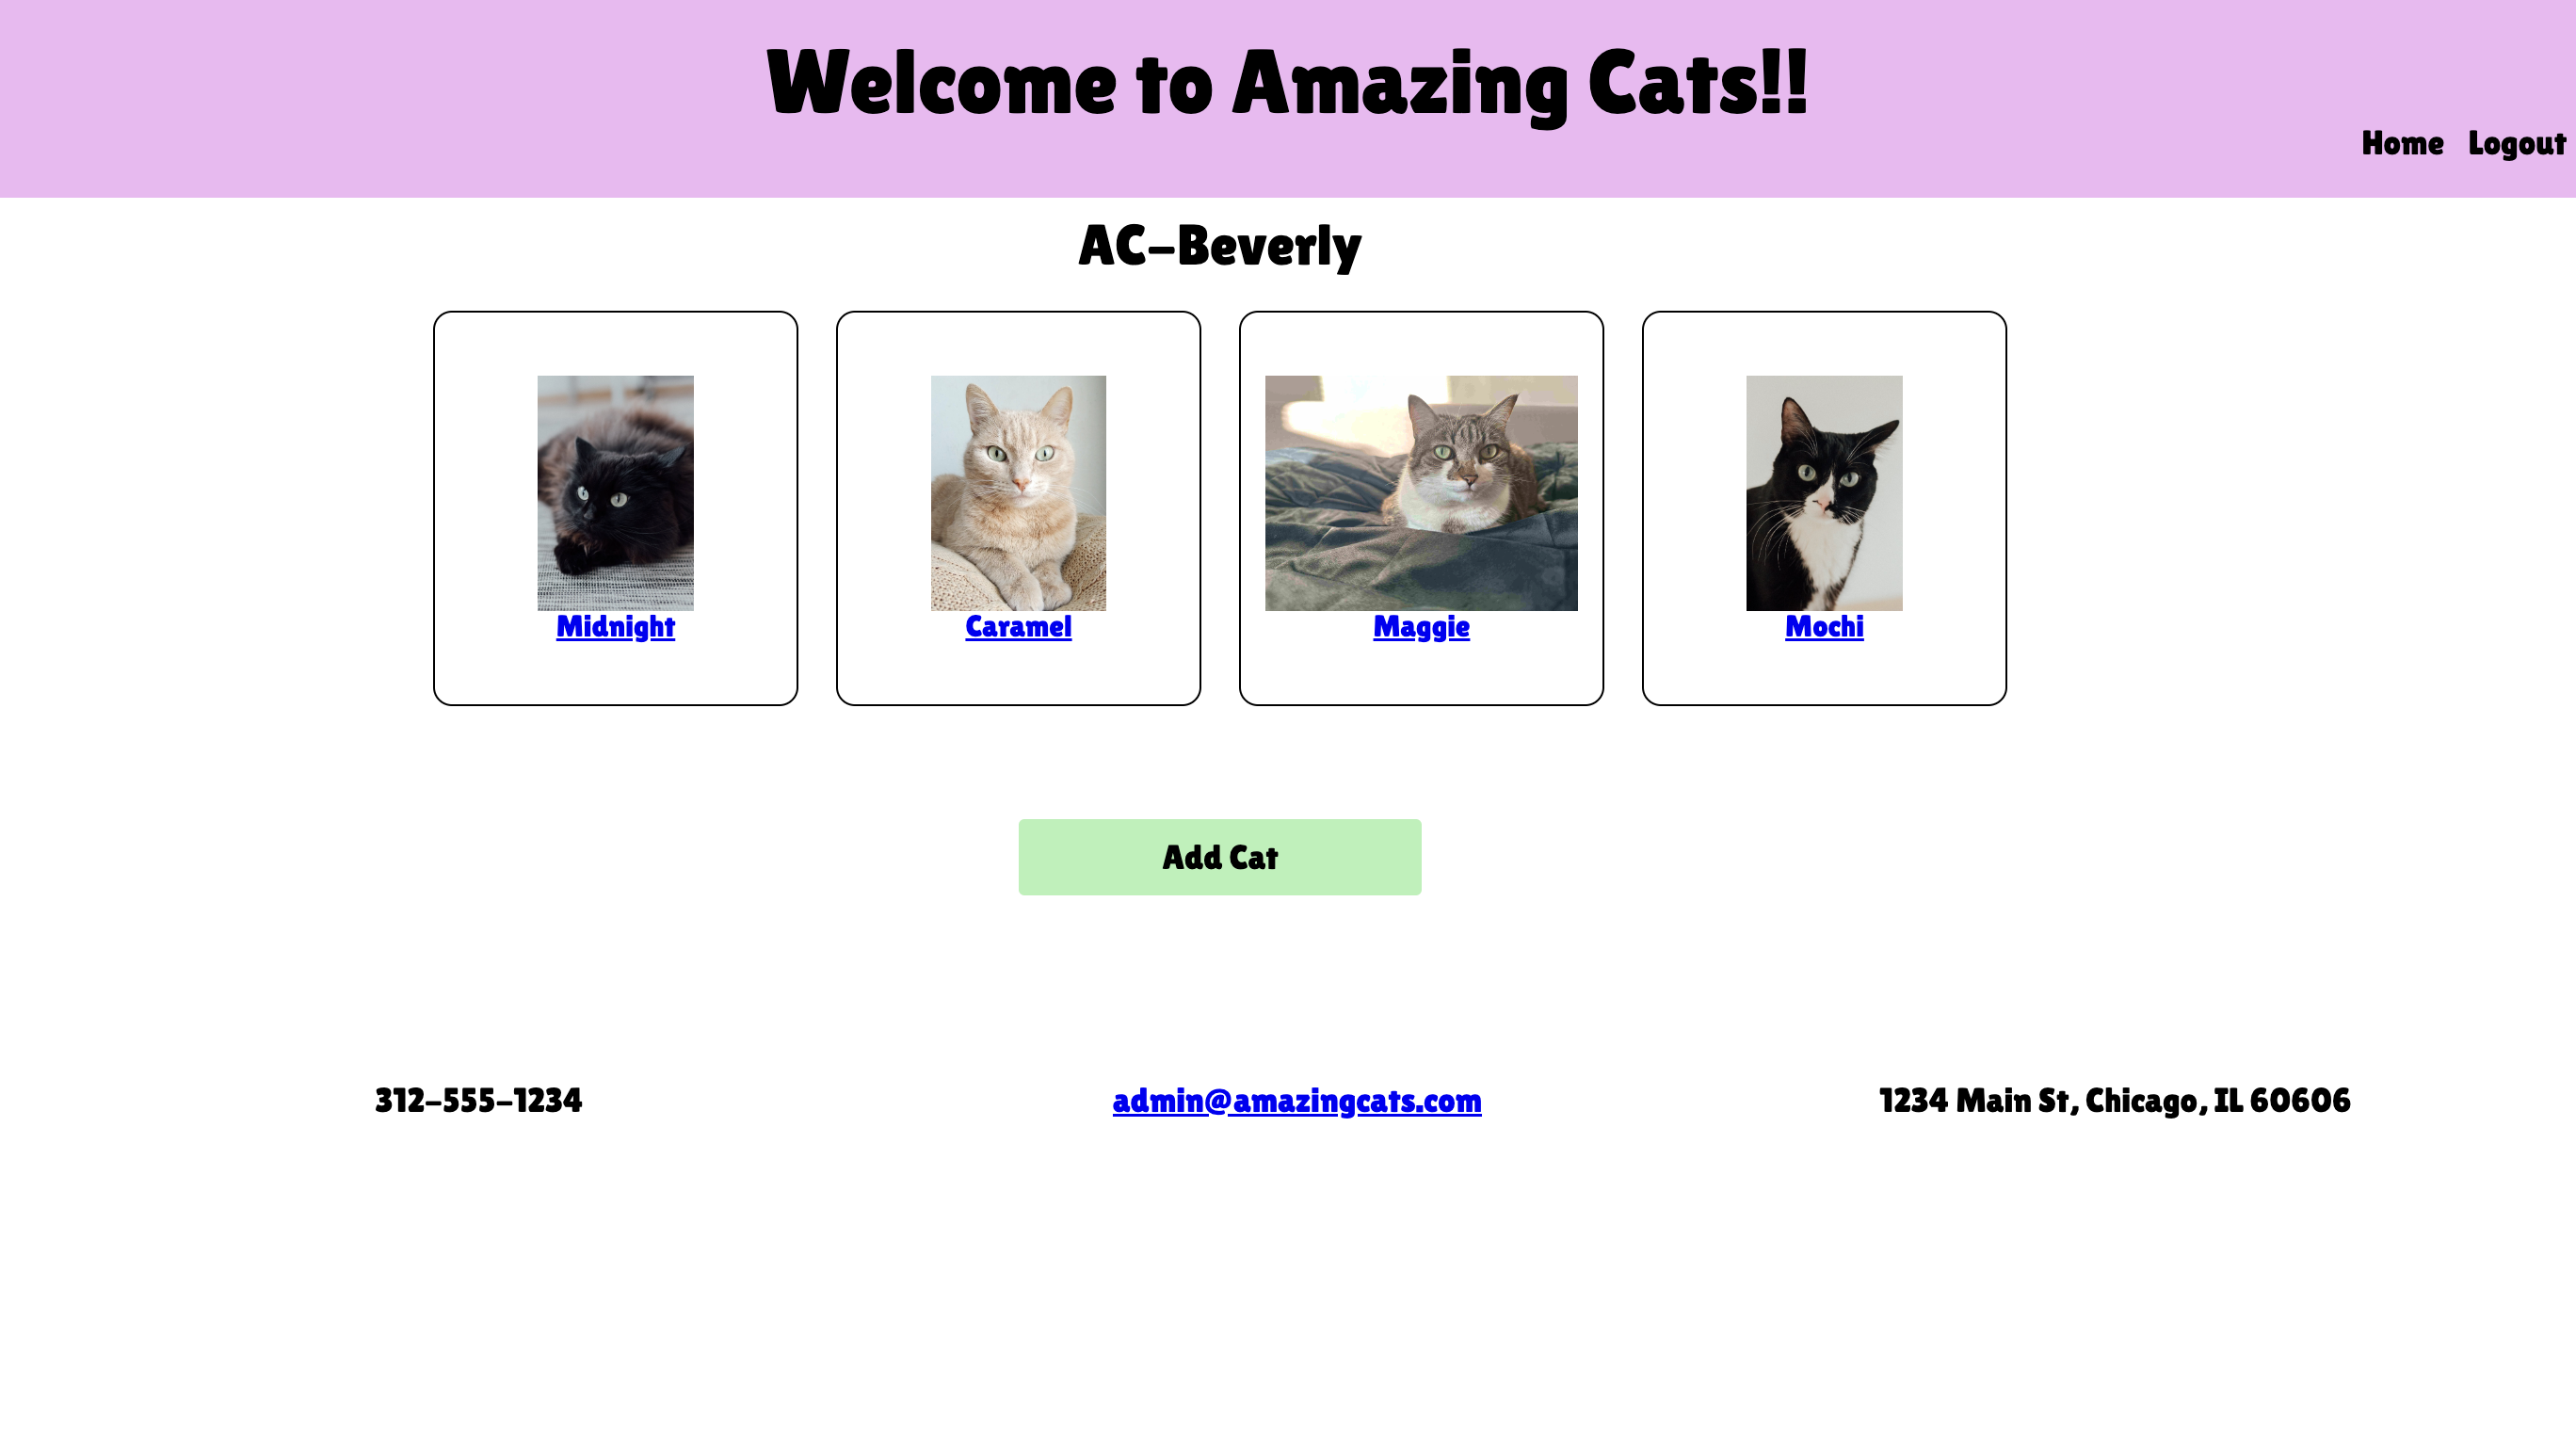 Welcome to Amazing Cats!!
Home Logout
AC-Beverly
Midnight Caramel Maggie Mochi
Add Cat
312-555-1234 admin@amazingcats.com 1234 Main St, Chicago, IL 60606